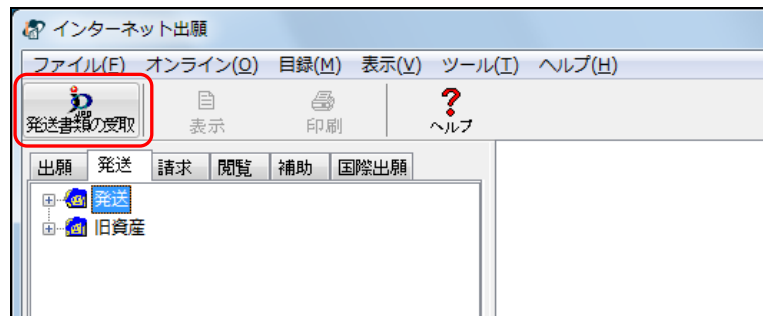 インターネット出願
ファイル(F) オンライン(O) 目録(M) 表示(V) ツール(T) ヘルプ(H)
発送書類の受取 表示 印刷 ヘルプ
出願 発送 請求 閲覧 補助 国際出願
発送
旧資産